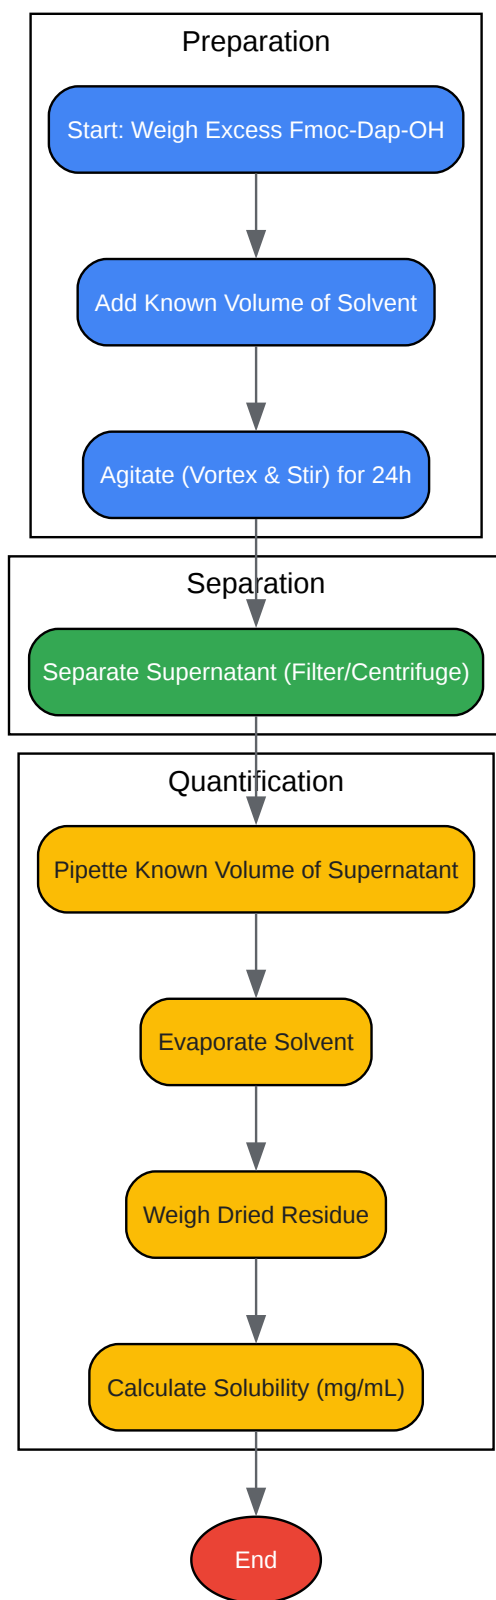 Preparation
Start: Weigh Excess Fmoc-Dap-OH
Add Known Volume of Solvent
Agitate (Vortex & Stir) for 24h
Separation
Separate Supernatant (Filter/Centrifuge)
Quantification
Pipette Known Volume of Supernatant
Evaporate Solvent
Weigh Dried Residue
Calculate Solubility (mg/mL)
End